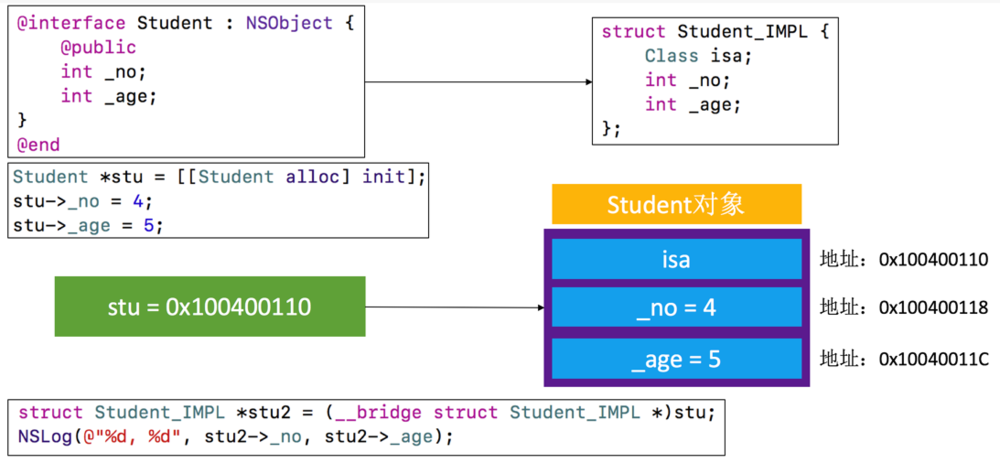 @interface Student : NSObject {
@public
int _no;
int _age;
}
@end
struct Student_IMPL {
Class isa;
int _no;
int _age;
};
Student *stu = [[Student alloc] init];
stu->_no = 4;
stu->_age = 5;
Student对象
isa
地址：0x100400110
stu = 0x100400110
_no = 4
地址：0x100400118
_age = 5
地址：0x10040011C
struct Student_IMPL *stu2 = (__bridge struct Student_IMPL *)stu;
NSLog(@"%d, %d", stu2->_no, stu2->_age);